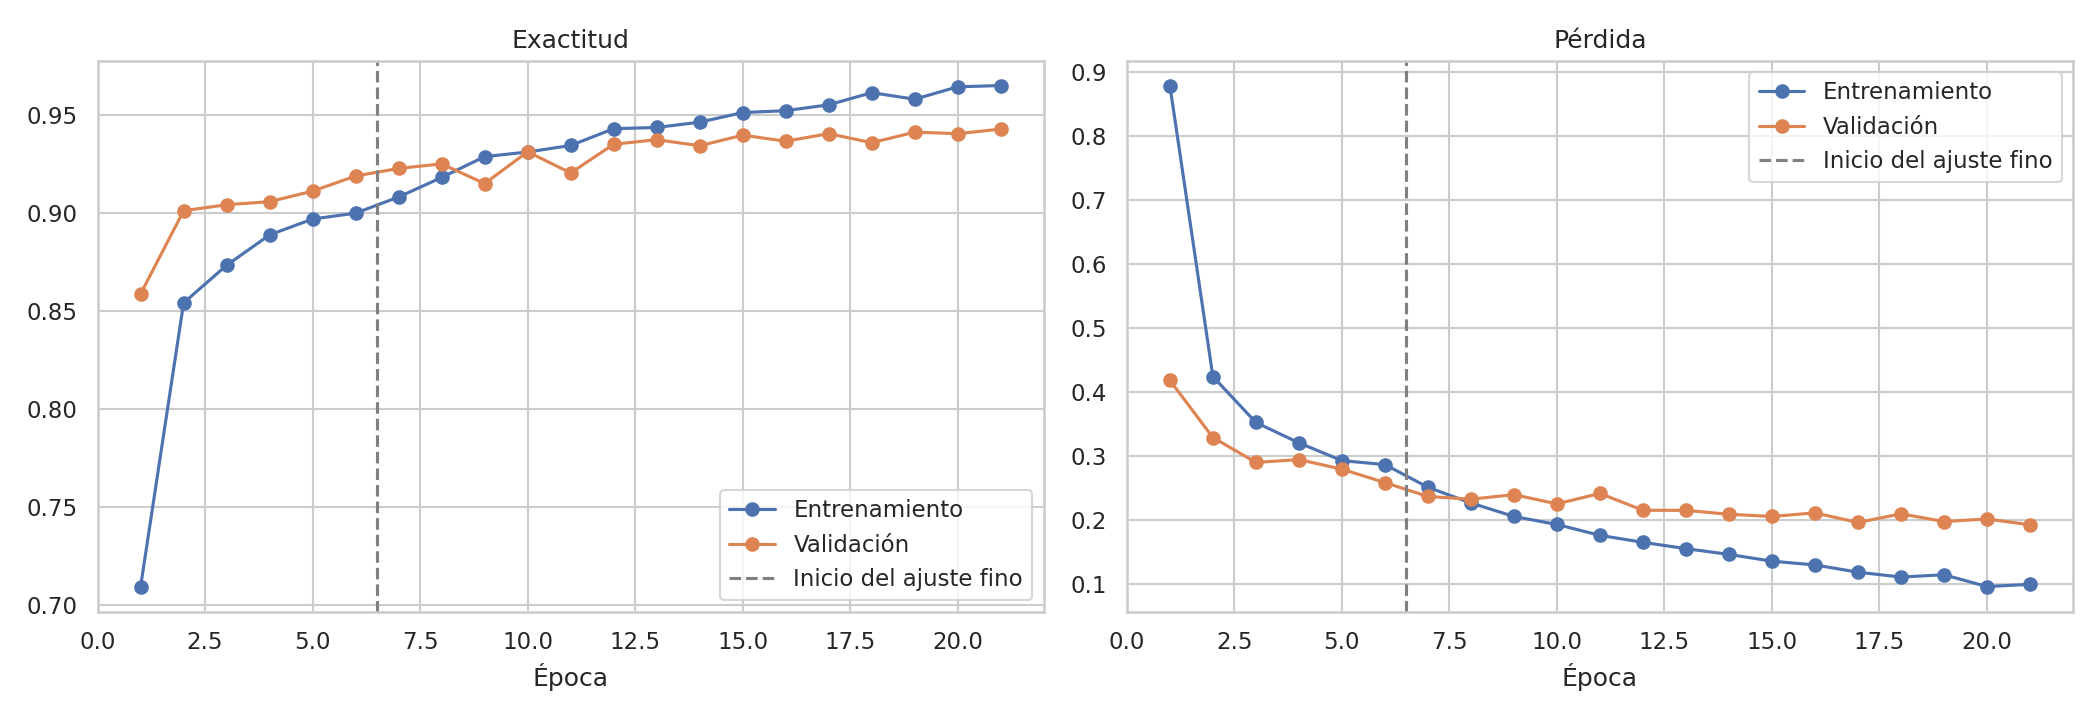 Exactitud
0.95
0.90
0.85
0.80
0.75
0.70
0.0 2.5 5.0 7.5 10.0 12.5 15.0 17.5 20.0
Época
Entrenamiento
Validación
Inicio del ajuste fino
Pérdida
0.9
0.8
0.7
0.6
0.5
0.4
0.3
0.2
0.1
0.0 2.5 5.0 7.5 10.0 12.5 15.0 17.5 20.0
Época
Entrenamiento
Validación
Inicio del ajuste fino